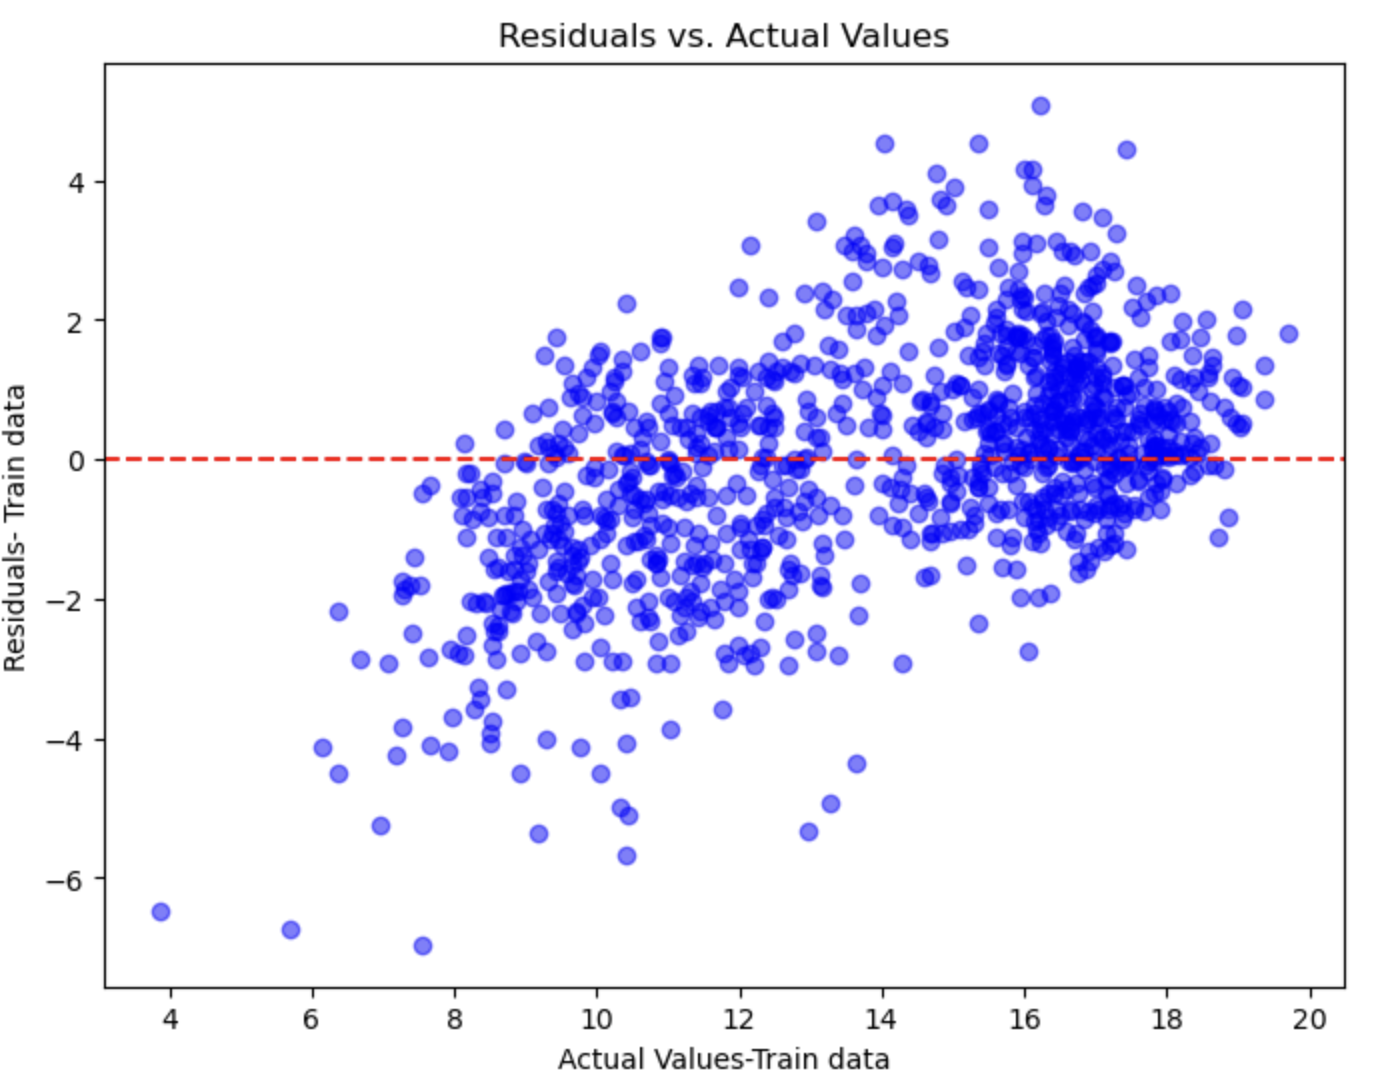 Residuals vs. Actual Values
Residuals- Train data
4
2
0
−2
−4
−6
4 6 8 10 12 14 16 18 20
Actual Values-Train data